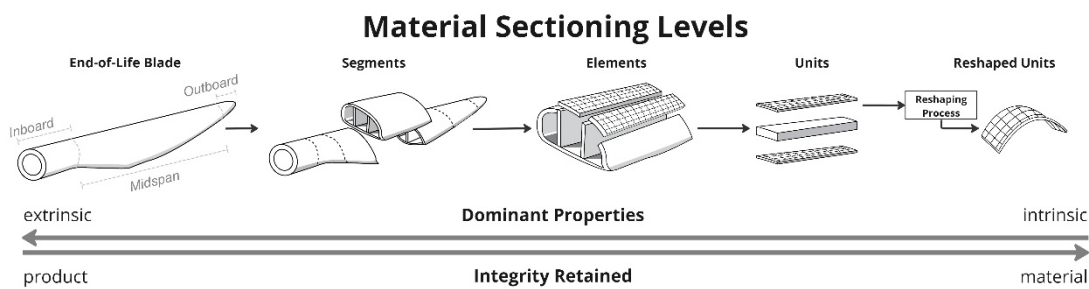 Material Sectioning Levels
End-of-Life Blade
Segments
Elements
Units
Reshaped Units
Outboard
Inboard
Midspan
Reshaping
Process
extrinsic
Dominant Properties
intrinsic
product
Integrity Retained
material